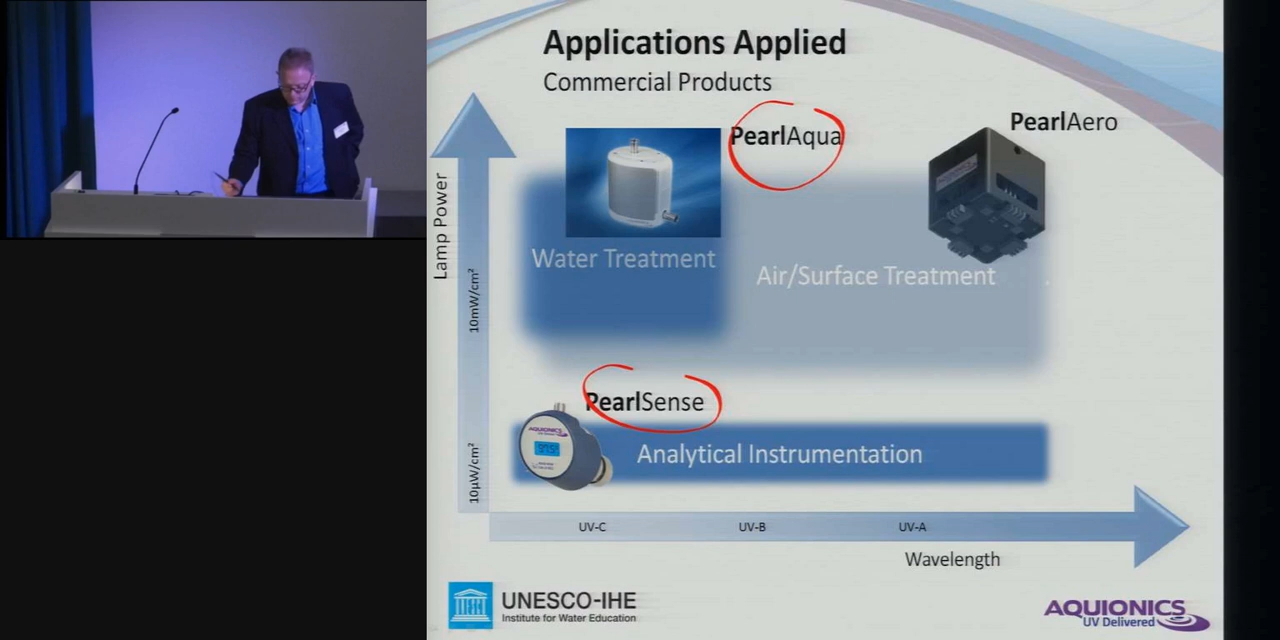 Applications Applied
Commercial Products
PearlAqua
PearlAero
Lamp Power
10mW/cm²
10µW/cm²
Water Treatment
Air/Surface Treatment
PearlSense
AQUIONICS
Analytical Instrumentation
UV-C UV-B UV-A
Wavelength
UNESCO-IHE
Institute for Water Education
AQUIONICS
UV Delivered